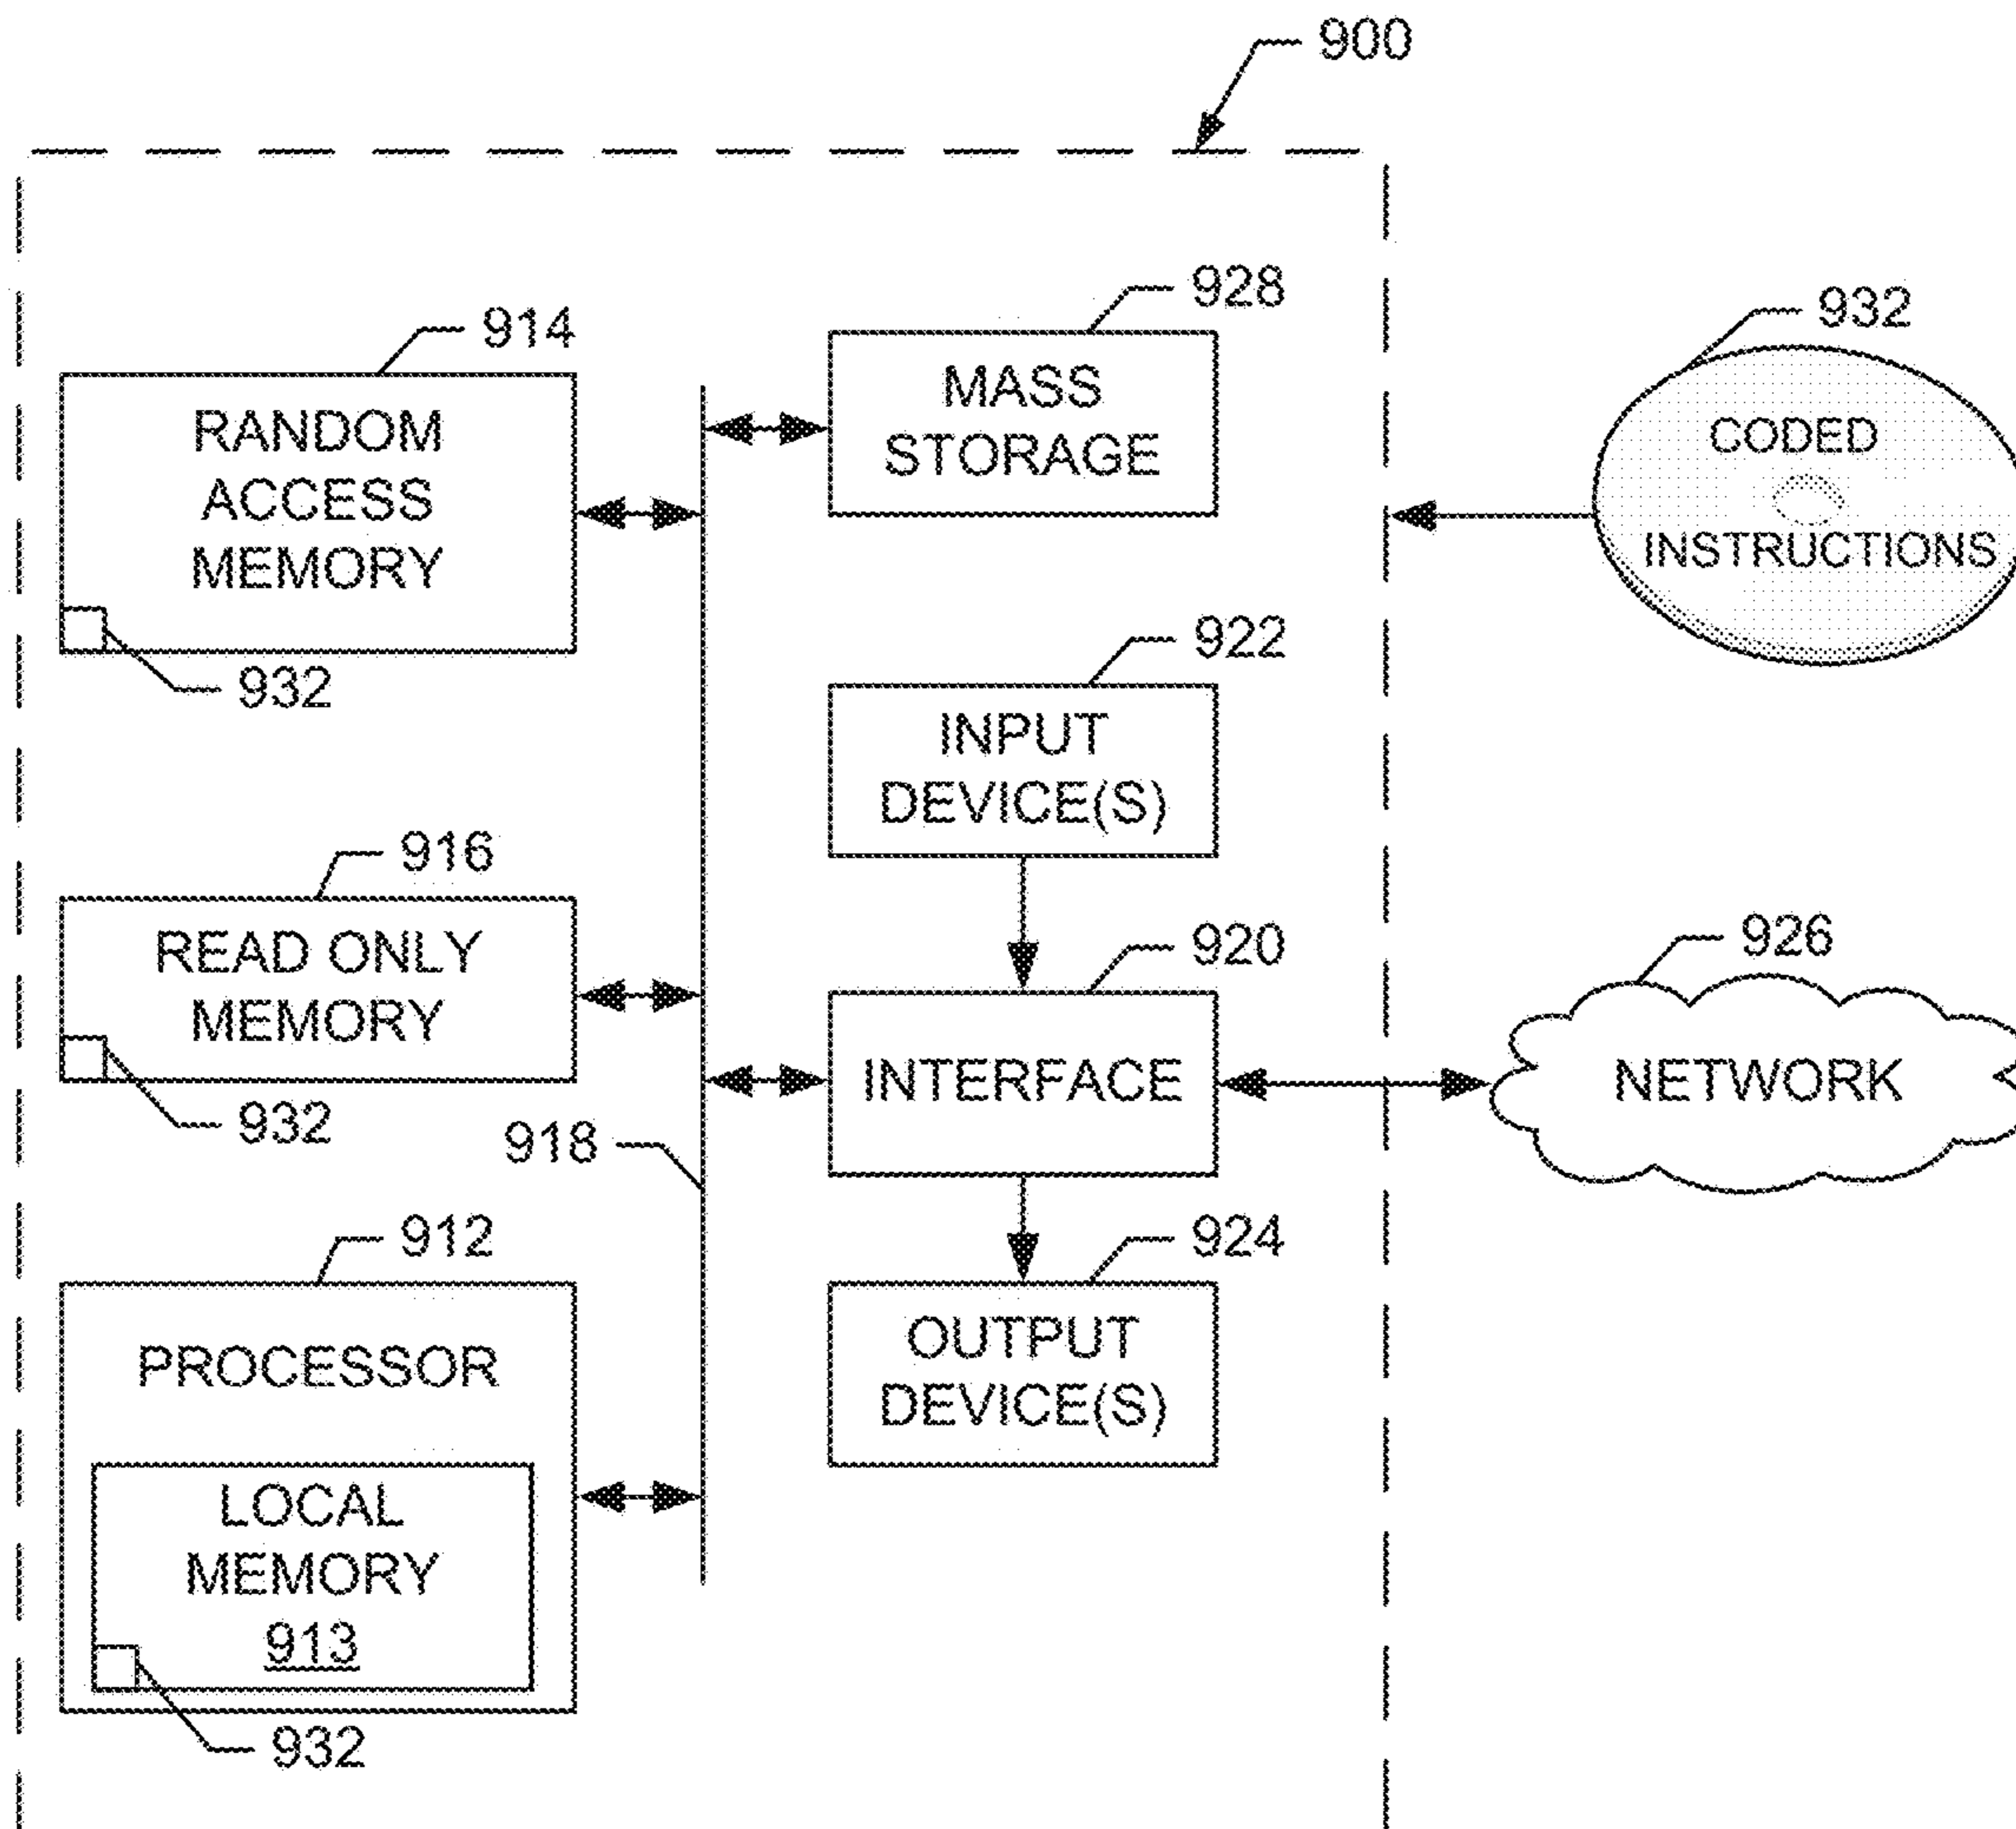 900
914
RANDOM
ACCESS
MEMORY
932
928
MASS
STORAGE
932
CODED
INSTRUCTIONS
922
INPUT
DEVICE(S)
916
READ ONLY
MEMORY
932
918
920
INTERFACE
926
NETWORK
912
PROCESSOR
LOCAL
MEMORY
913
932
924
OUTPUT
DEVICE(S)